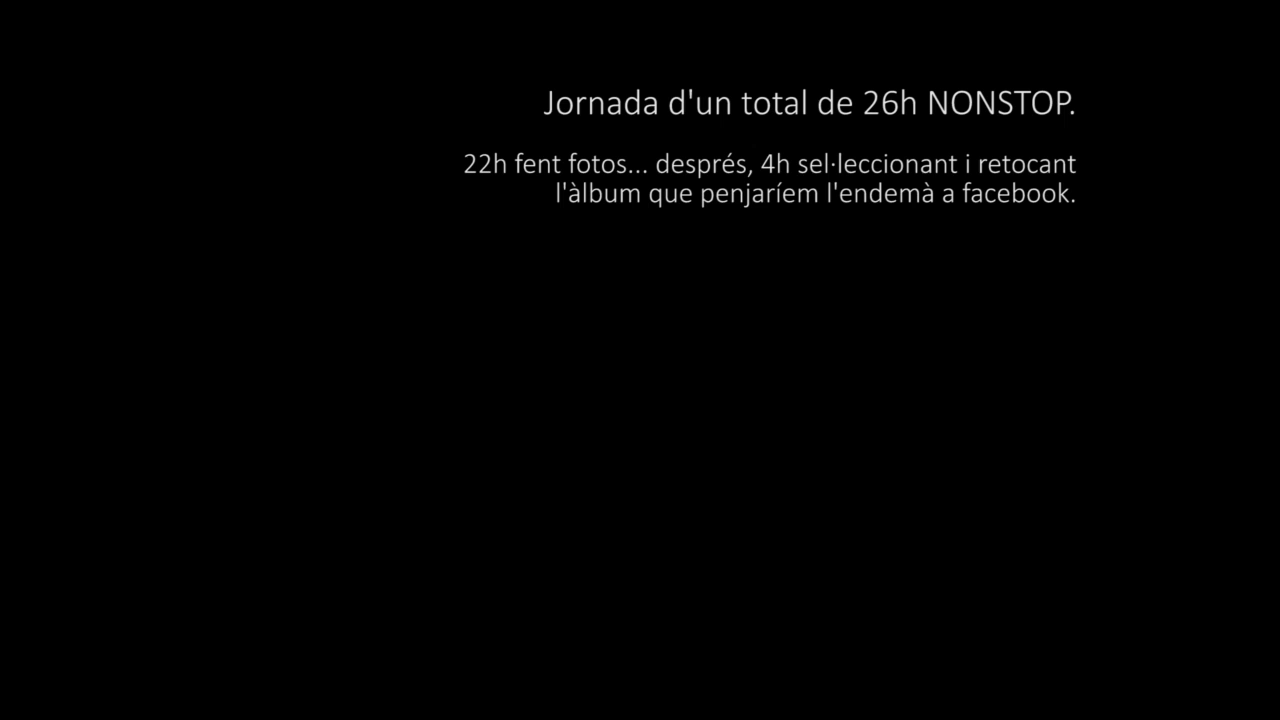 Jornada d'un total de 26h NONSTOP.
22h fent fotos... després, 4h sel·leccionant i retocant
l'àlbum que penjaríem l'endemà a facebook.